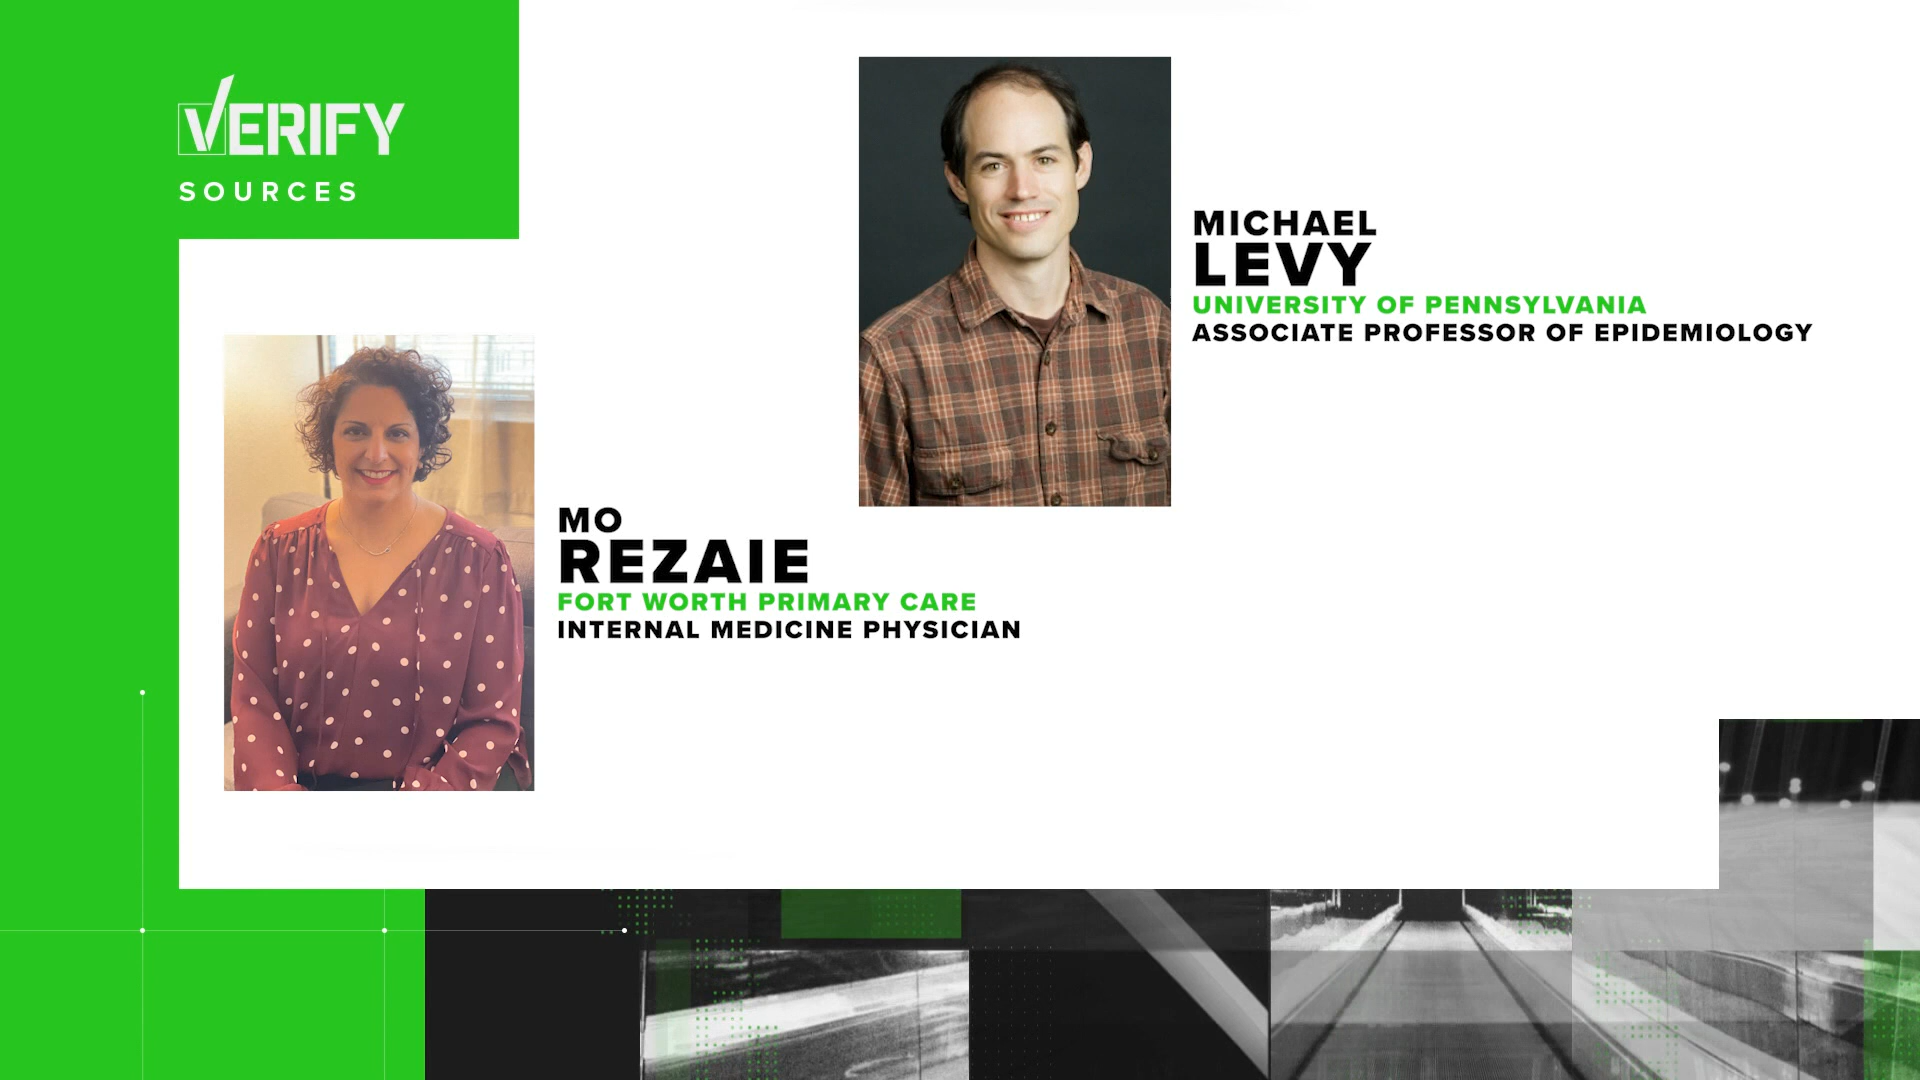 VERIFY
SOURCES
MICHAEL
LEVY
UNIVERSITY OF PENNSYLVANIA
ASSOCIATE PROFESSOR OF EPIDEMIOLOGY
MO
REZAIE
FORT WORTH PRIMARY CARE
INTERNAL MEDICINE PHYSICIAN